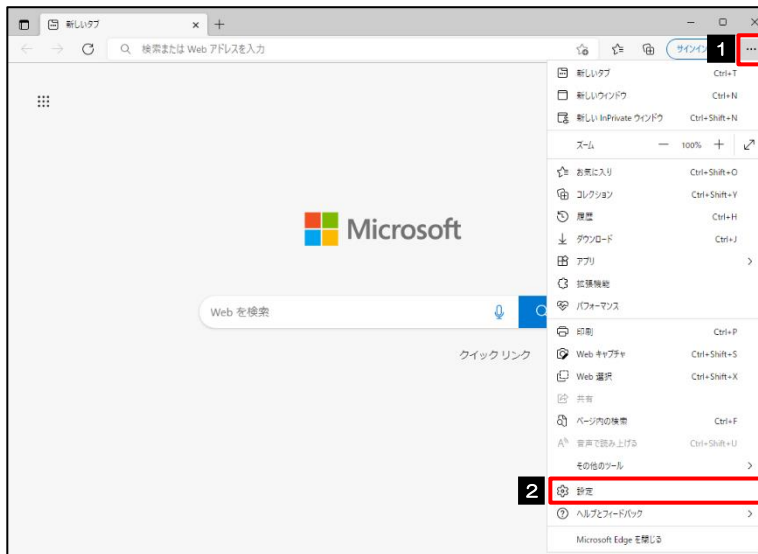 新しいタブ
検索または Web アドレスを入力
サインイン
1
新しいタブ Ctrl+T
新しいウィンドウ Ctrl+N
新しい InPrivate ウィンドウ Ctrl+Shift+N
ズーム 100%
お気に入り Ctrl+Shift+O
コレクション Ctrl+Shift+Y
履歴 Ctrl+H
ダウンロード Ctrl+J
アプリ
拡張機能
パフォーマンス
Microsoft
Web を検索
クイック リンク
印刷 Ctrl+P
Web キャプチャ Ctrl+Shift+S
Web 選択 Ctrl+Shift+X
共有
ページ内の検索 Ctrl+F
音声で読み上げる Ctrl+Shift+U
その他のツール
2 設定
ヘルプとフィードバック
Microsoft Edge を閉じる